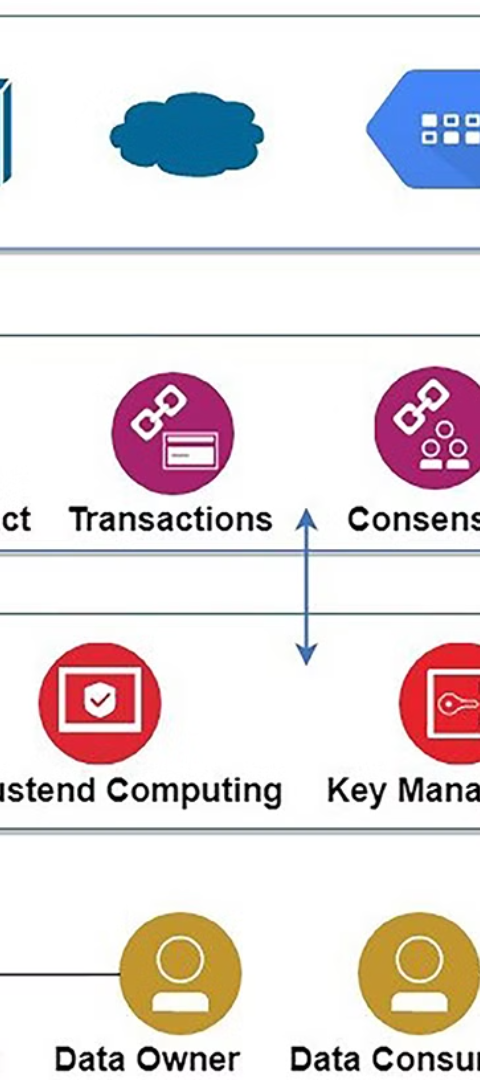 ct Transactions Consens
ustend Computing Key Mana
Data Owner Data Consu